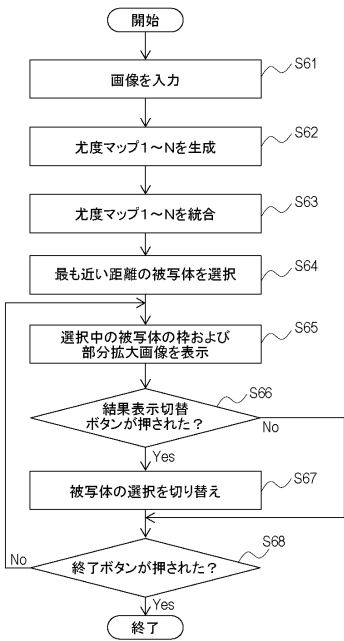 開始
画像を入力
S61
尤度マップ1～Nを生成
S62
尤度マップ1～Nを統合
S63
最も近い距離の被写体を選択
S64
選択中の被写体の枠および
部分拡大画像を表示
S65
結果表示切替
ボタンが押された？
S66
No
Yes
被写体の選択を切り替え
S67
終了ボタンが押された？
S68
No
Yes
終了